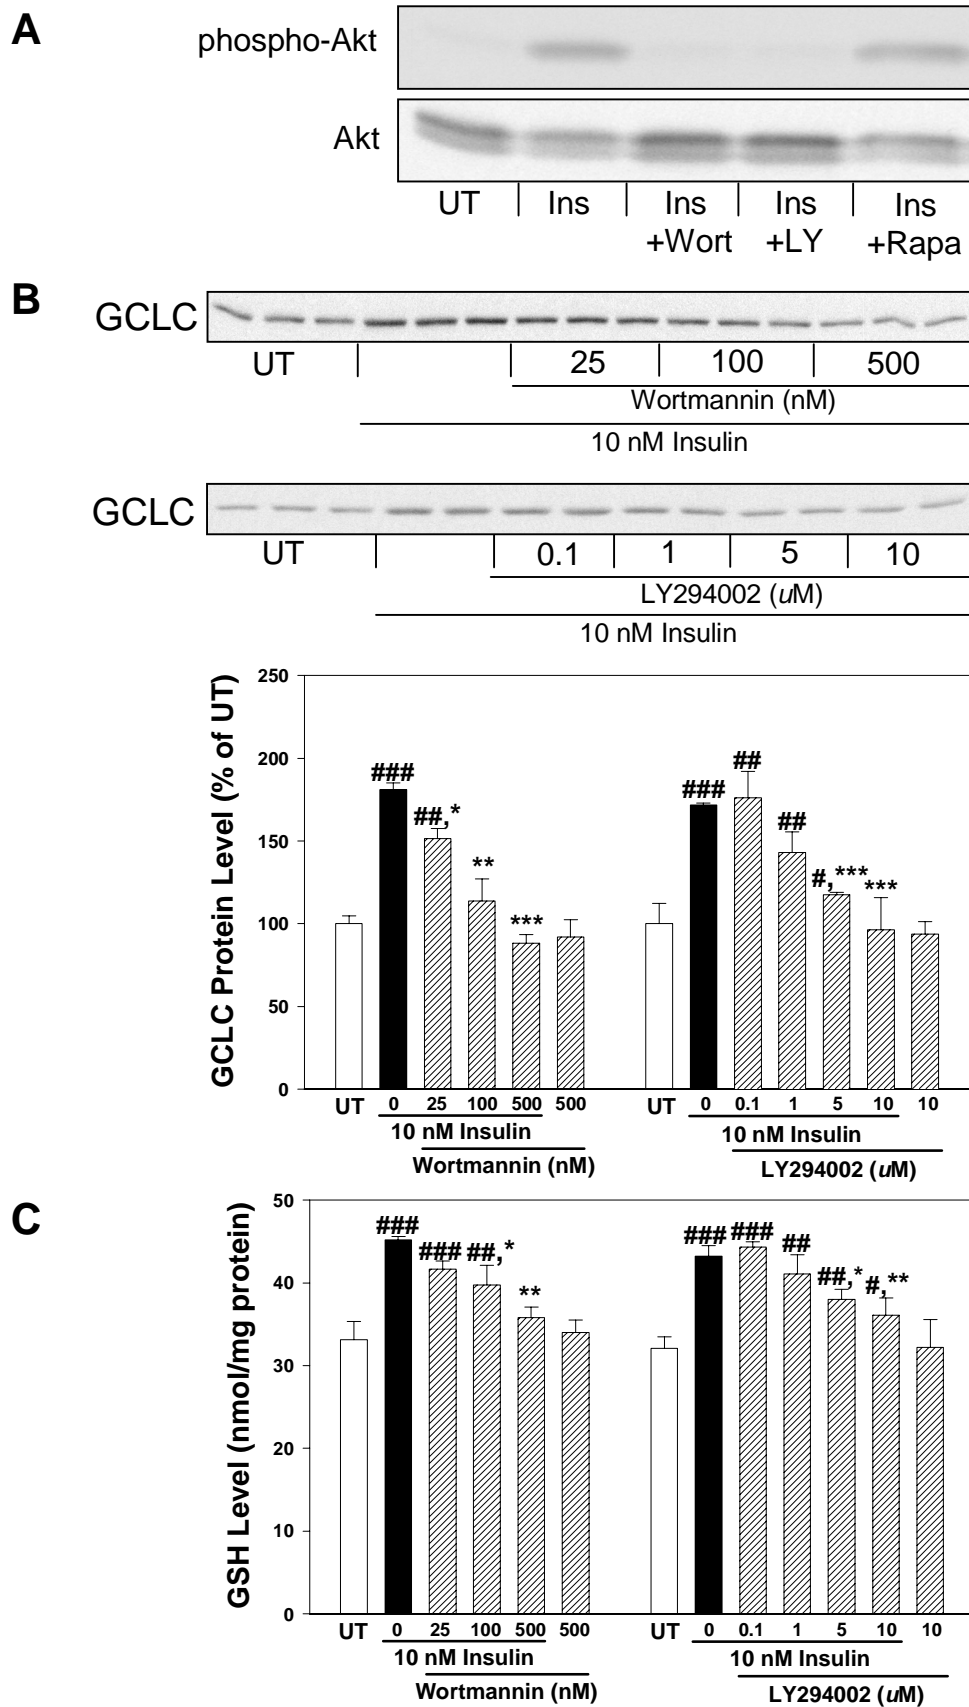 A
phospho-Akt
Akt
UT | Ins | Ins | Ins | Ins
+Wort +LY +Rapa
B
GCLC
UT 25 100 500
Wortmannin (nM)
10 nM Insulin
GCLC
UT 0.1 1 5 10
LY294002 (uM)
10 nM Insulin
GCLC Protein Level (% of UT)
250
200
150
100
50
0
### ##,* ** ***
### ## ## #,*** ***
UT 0 25 100 500 500 UT 0 0.1 1 5 10 10
10 nM Insulin 10 nM Insulin
Wortmannin (nM) LY294002 (uM)
C
GSH Level (nmol/mg protein)
50
40
30
20
10
0
### ### ##,* **
### ### ## ##,* #,**
UT 0 25 100 500 500 UT 0 0.1 1 5 10 10
10 nM Insulin 10 nM Insulin
Wortmannin (nM) LY294002 (uM)